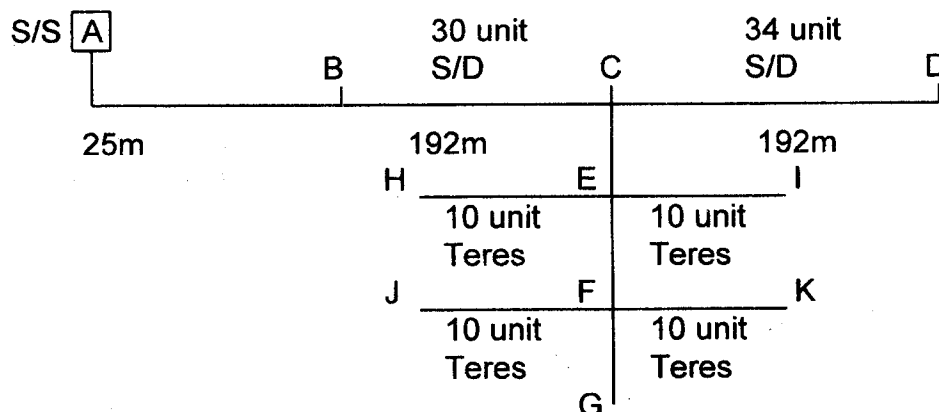 S/S A
30 unit
S/D
34 unit
S/D
B
C
D
25m
192m
192m
H
E
I
10 unit
Teres
10 unit
Teres
J
F
K
10 unit
Teres
10 unit
Teres
G